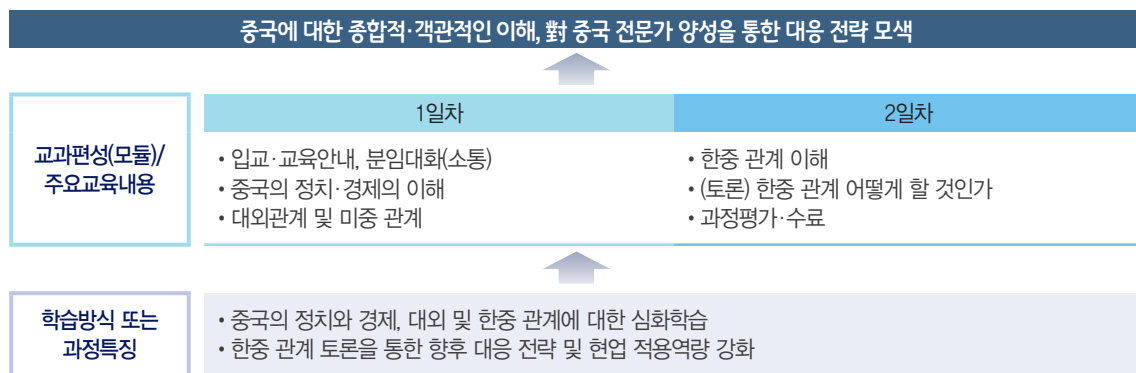 중국에 대한 종합적·객관적인 이해, 對 중국 전문가 양성을 통한 대응 전략 모색
교과편성(모듈)/
주요교육내용
1일차
• 입교·교육안내, 분임대화(소통)
• 중국의 정치·경제의 이해
• 대외관계 및 미중 관계
2일차
• 한중 관계 이해
• (토론) 한중 관계 어떻게 할 것인가
• 과정평가·수료
학습방식 또는
과정특징
• 중국의 정치와 경제, 대외 및 한중 관계에 대한 심화학습
• 한중 관계 토론을 통한 향후 대응 전략 및 현업 적용역량 강화